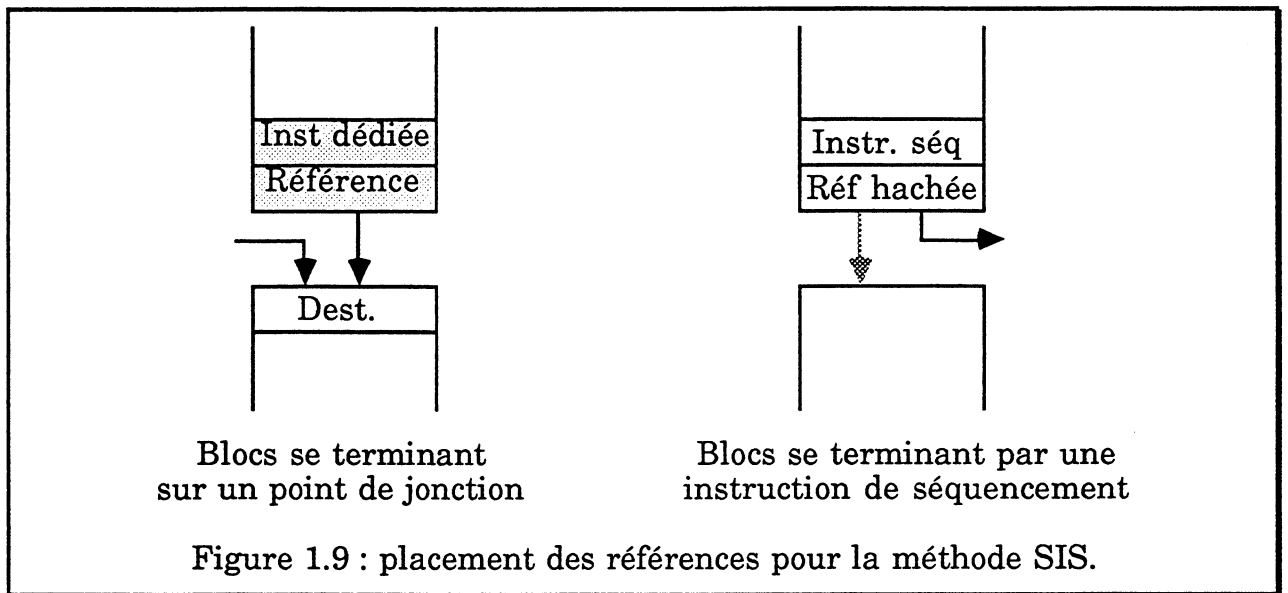 Inst dédiée
Référence
Dest.
Blocs se terminant
sur un point de jonction
Instr. séq
Réf hachée
Blocs se terminant par une
instruction de séquencement
Figure 1.9 : placement des références pour la méthode SIS.